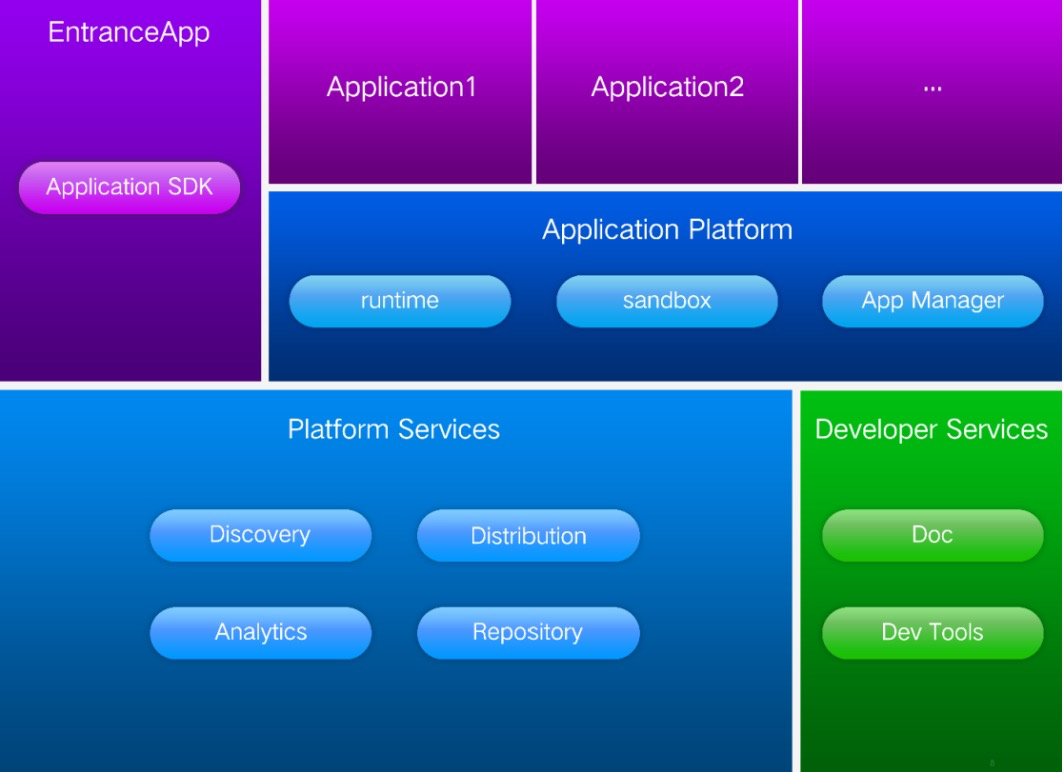 EntranceApp
Application1
Application2
...
Application SDK
Application Platform
runtime
sandbox
App Manager
Platform Services
Developer Services
Discovery
Distribution
Doc
Analytics
Repository
Dev Tools